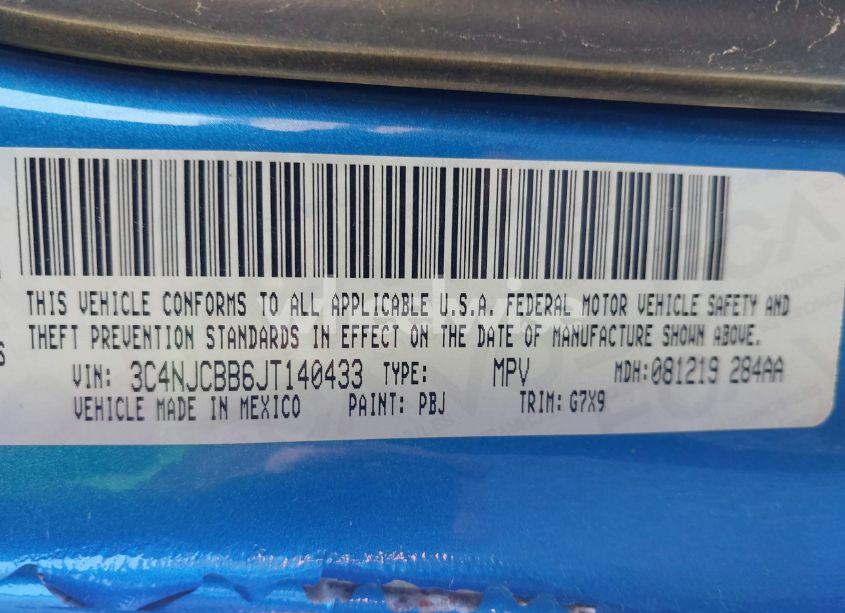 THIS VEHICLE CONFORMS TO ALL APPLICABLE U.S.A. FEDERAL MOTOR VEHICLE SAFETY AND
THEFT PREVENTION STANDARDS IN EFFECT ON THE DATE OF MANUFACTURE SHOWN ABOVE.
VIN: 3C4NJCBB6JT140433 TYPE: MPV MDH: 081219 284AA
VEHICLE MADE IN MEXICO PAINT: PBJ TRIM: G7X9